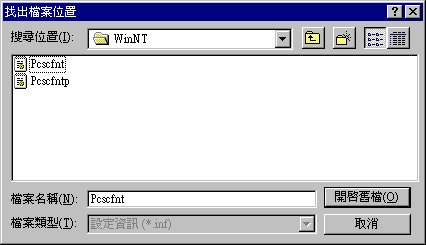 找出檔案位置
搜尋位置(I): WinNT
Pcscfnt
Pcscfntp
檔案名稱(N): Pcscfnt 開啓舊檔(O)
檔案類型(T): 設定資訊 (*.inf) 取消